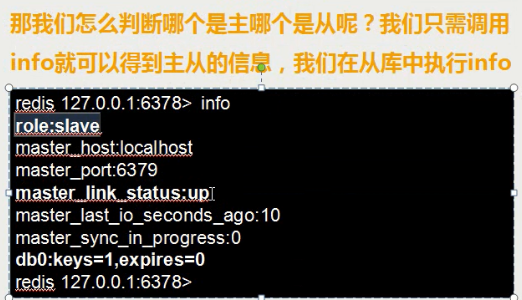 那我们怎么判断哪个是主哪个是从呢？我们只需调用
info就可以得到主从的信息，我们在从库中执行info
redis 127.0.0.1:6378> info
role:slave
master_host:localhost
master_port:6379
master_link_status:up
master_last_io_seconds_ago:10
master_sync_in_progress:0
db0:keys=1,expires=0
redis 127.0.0.1:6378>